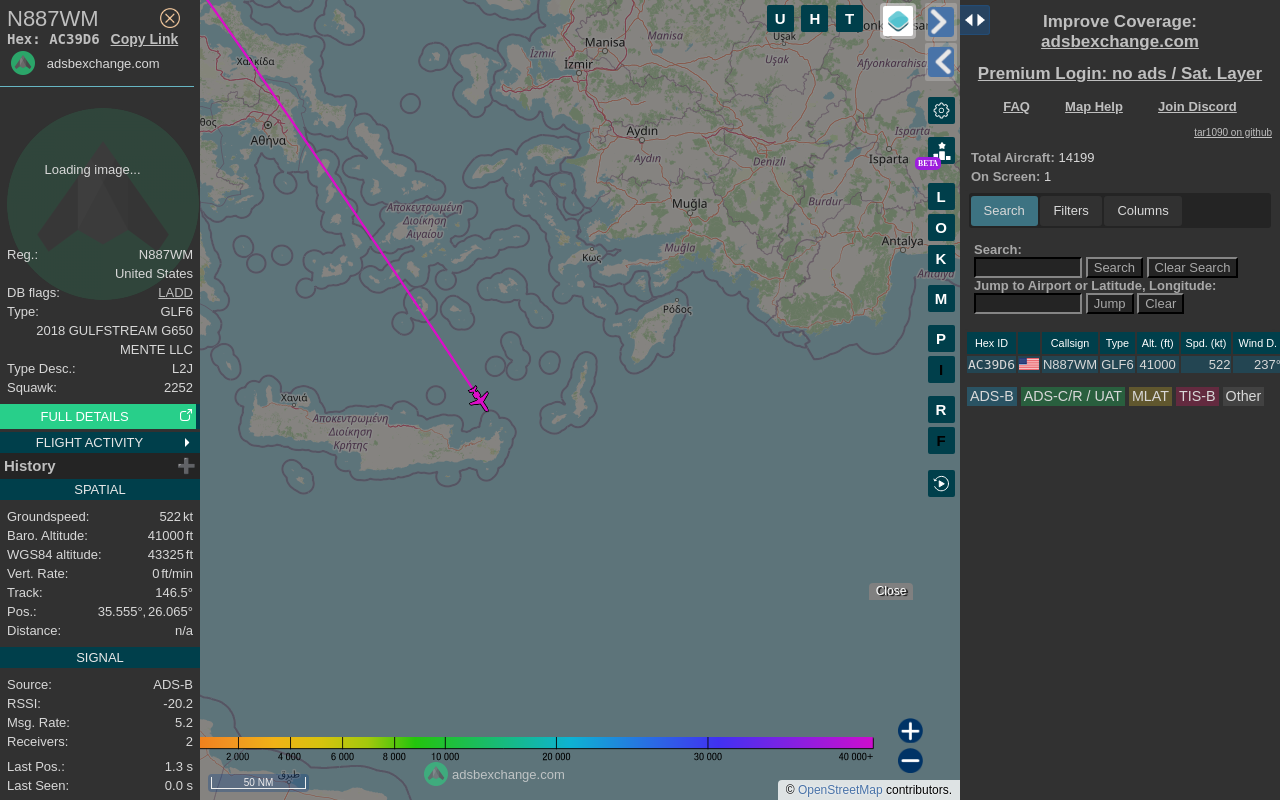 N887WM
Hex: AC39D6 Copy Link
adsbexchange.com
Loading image...
Reg.: N887WM
United States
DB flags: LADD
Type: GLF6
2018 GULFSTREAM G650
MENTE LLC
Type Desc.: L2J
Squawk: 2252
FULL DETAILS
FLIGHT ACTIVITY
History
SPATIAL
Groundspeed: 522 kt
Baro. Altitude: 41000 ft
WGS84 altitude: 43325 ft
Vert. Rate: 0 ft/min
Track: 146.5°
Pos.: 35.555°, 26.065°
Distance: n/a
SIGNAL
Source: ADS-B
RSSI: -20.2
Msg. Rate: 5.2
Receivers: 2
Last Pos.: 1.3 s
Last Seen: 0.0 s
Χαλκίδα
Αθήνα
Manisa
Manisa
İzmir
İzmir
Uşak
Uşak
Afyonkarahisa
Aydın
Aydın
Denizli
Isparta
Isparta
Burdur
Muğla
Muğla
Antalya
Antalya
Αποκεντρωμένη
Διοίκηση
Αιγαίου
Κως
Ρόδος
Χανιά
Αποκεντρωμένη
Διοίκηση
Κρήτης
طبرق
U H T
BETA
L
O
K
M
P
I
R
F
Close
2 000 4 000 6 000 8 000 10 000 20 000 30 000 40 000+
50 NM
adsbexchange.com
© OpenStreetMap contributors.
Improve Coverage:
adsbexchange.com
Premium Login: no ads / Sat. Layer
FAQ Map Help Join Discord
tar1090 on github
Total Aircraft: 14199
On Screen: 1
Search Filters Columns
Search:
Search Clear Search
Jump to Airport or Latitude, Longitude:
Jump Clear
Hex ID Callsign Type Alt. (ft) Spd. (kt) Wind D.
AC39D6 N887WM GLF6 41000 522 237°
ADS-B ADS-C/R / UAT MLAT TIS-B Other